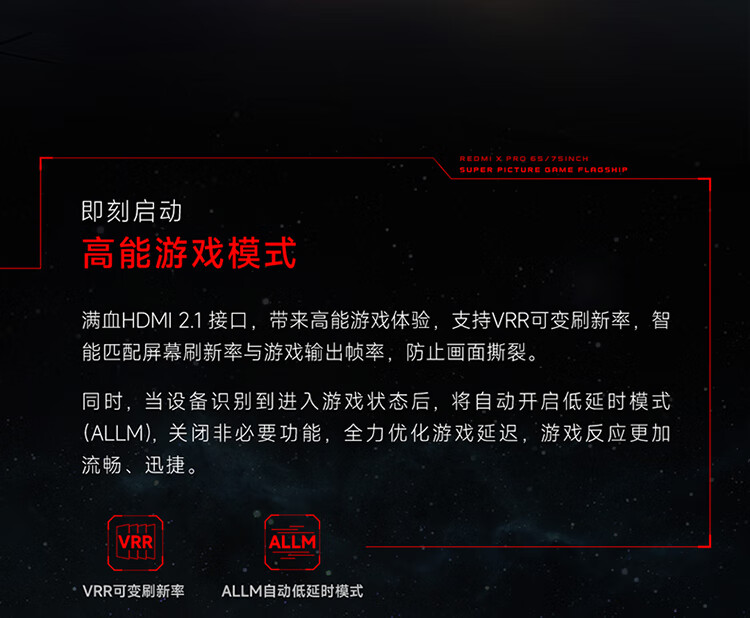 REDMI X PRO 65/75INCH
SUPER PICTURE GAME FLAGSHIP
即刻启动
高能游戏模式
满血HDMI 2.1 接口，带来高能游戏体验，支持VRR可变刷新率，智
能匹配屏幕刷新率与游戏输出帧率，防止画面撕裂。
同时，当设备识别到进入游戏状态后，将自动开启低延时模式
(ALLM)，关闭非必要功能，全力优化游戏延迟，游戏反应更加
流畅、迅捷。
VRR
ALLM
VRR可变刷新率
ALLM自动低延时模式